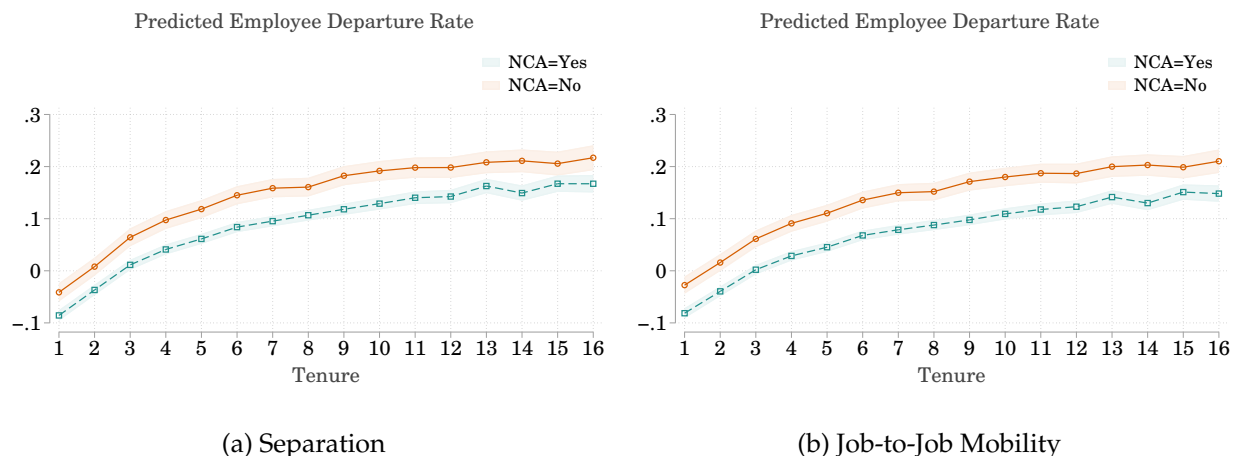 Predicted Employee Departure Rate
NCA=Yes
NCA=No
.3
.2
.1
0
−.1
1 2 3 4 5 6 7 8 9 10 11 12 13 14 15 16
Tenure
(a) Separation
Predicted Employee Departure Rate
NCA=Yes
NCA=No
.3
.2
.1
0
−.1
1 2 3 4 5 6 7 8 9 10 11 12 13 14 15 16
Tenure
(b) Job-to-Job Mobility